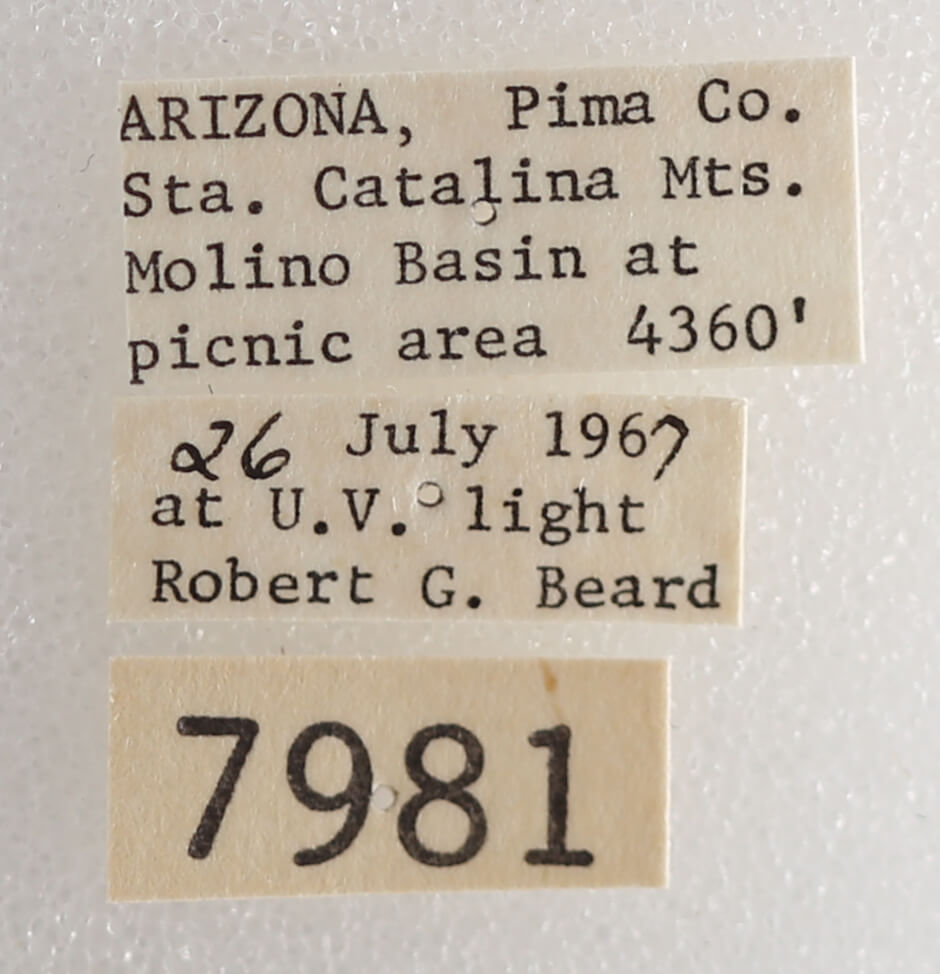 ARIZONA, Pima Co.
Sta. Catalina Mts.
Molino Basin at
picnic area 4360'
26 July 1967
at U.V. light
Robert G. Beard
7981